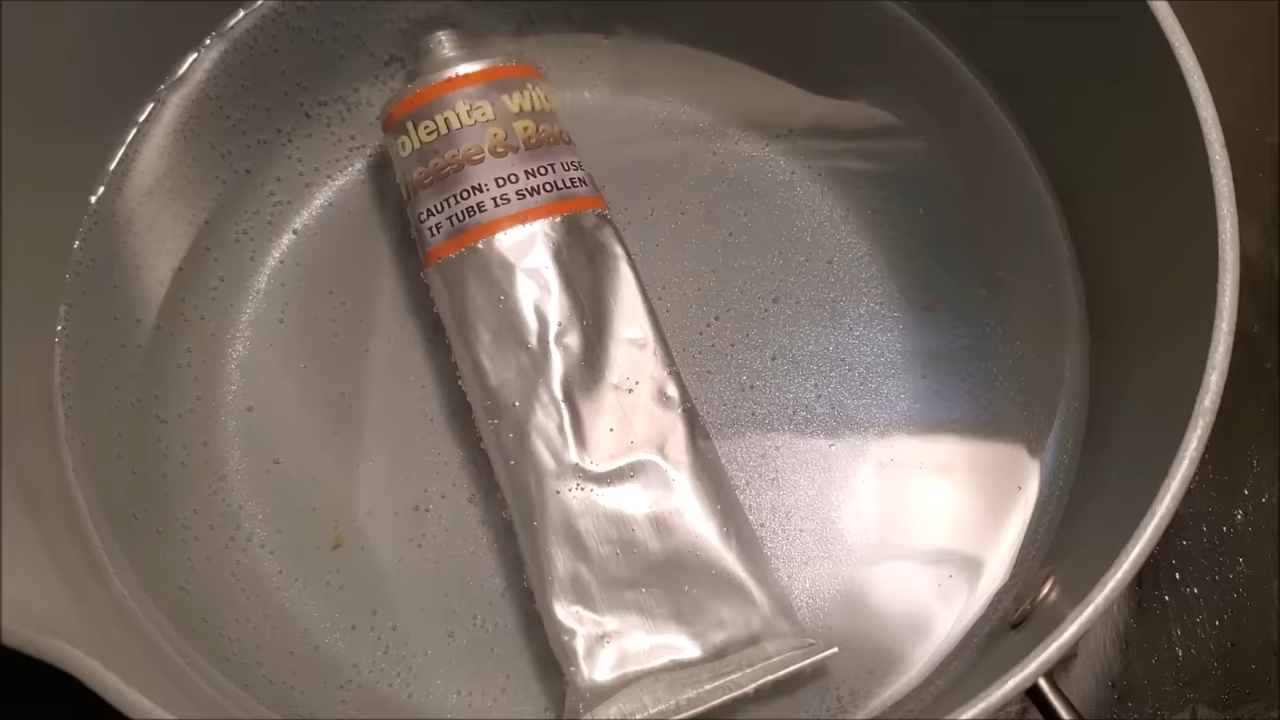 olenta wit
heese & Bac
CAUTION: DO NOT USE
IF TUBE IS SWOLLEN